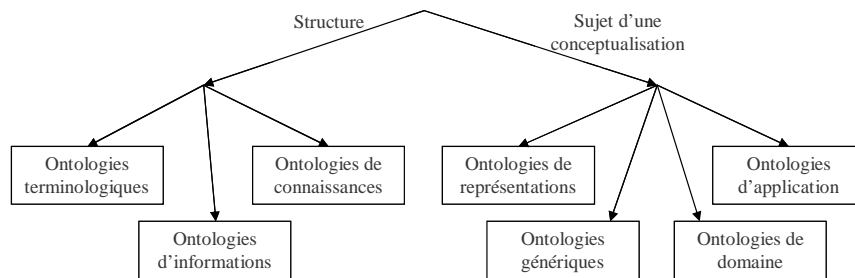 Structure
Sujet d’une
conceptualisation
Ontologies
terminologiques
Ontologies de
connaissances
Ontologies de
représentations
Ontologies
d’application
Ontologies
d’informations
Ontologies
génériques
Ontologies de
domaine